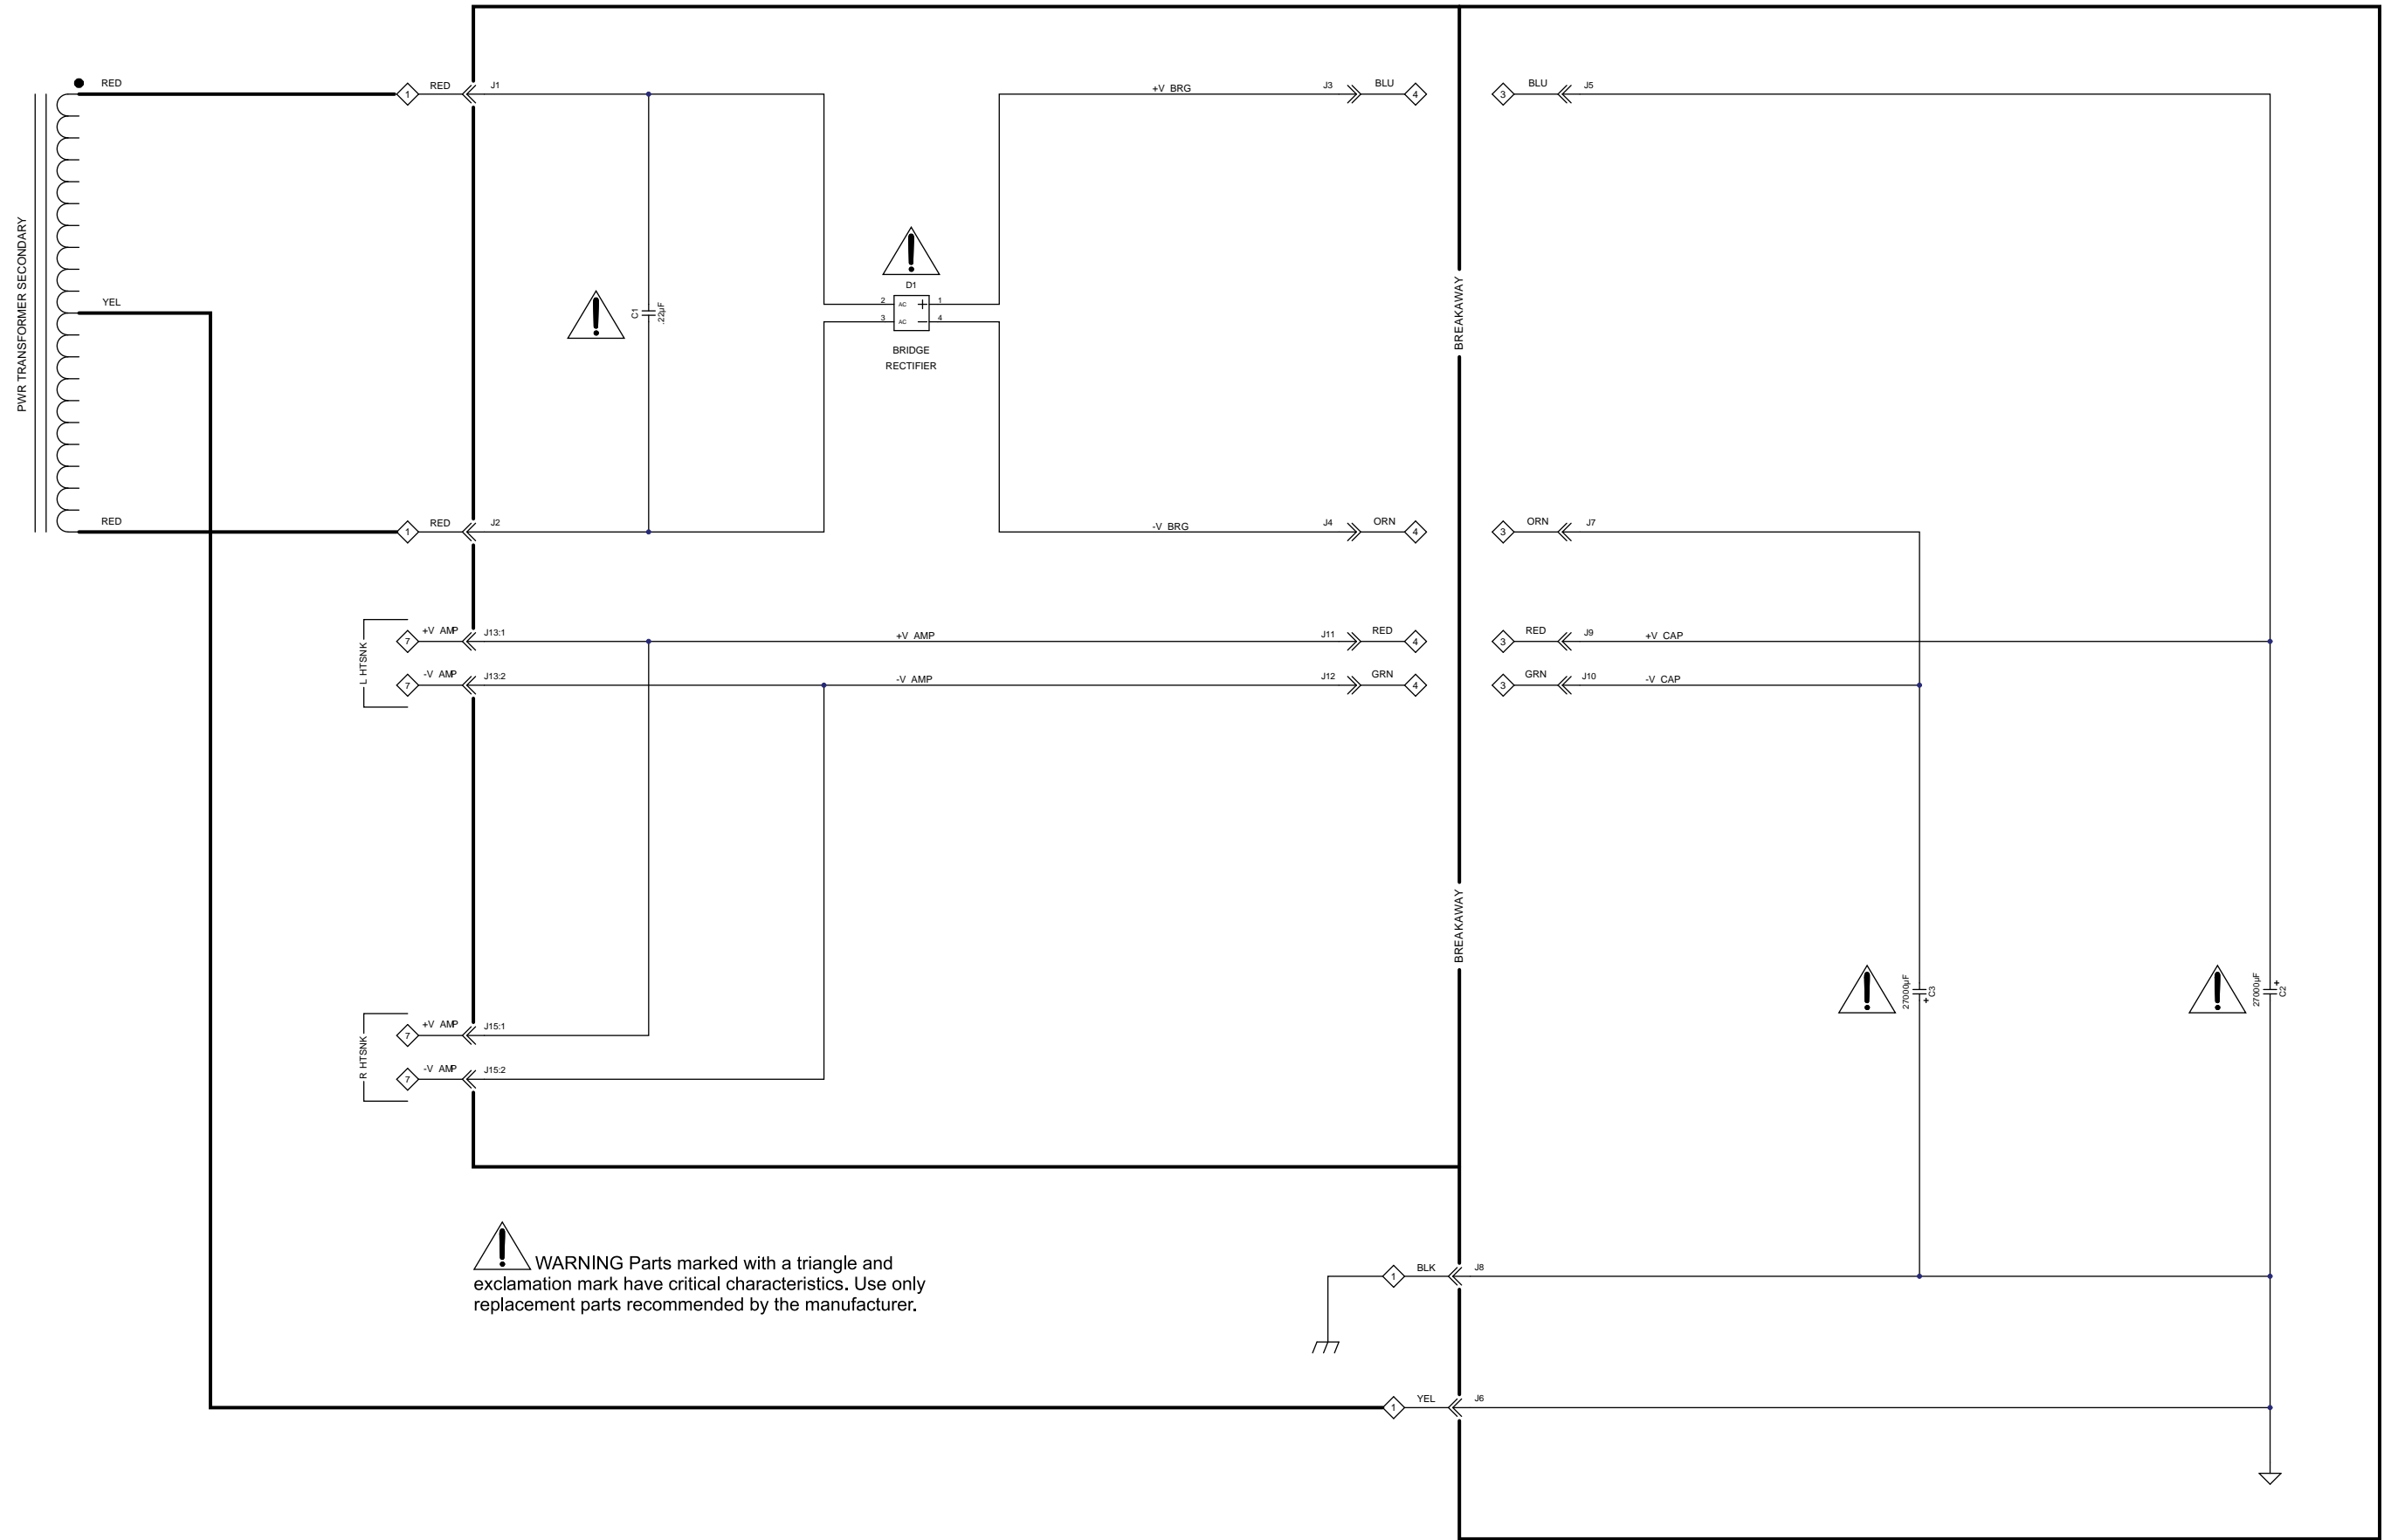 RED
1
RED
J1
+V BRG
J3
BLU
4
3
BLU
J5
PWR TRANSFORMER SECONDARY
YEL
C1
.22µF
D1
2
AC
+
1
3
AC
-
4
BRIDGE
RECTIFIER
BREAKAWAY
RED
1
RED
J2
-V BRG
J4
ORN
4
3
ORN
J7
L HTSNK
7
+V AMP
J13:1
+V AMP
J11
RED
4
3
RED
J9
+V CAP
7
-V AMP
J13:2
-V AMP
J12
GRN
4
3
GRN
J10
-V CAP
BREAKAWAY
27000µF
+
C3
27000µF
+
C2
R HTSNK
7
+V AMP
J15:1
7
-V AMP
J15:2
WARNING Parts marked with a triangle and
exclamation mark have critical characteristics. Use only
replacement parts recommended by the manufacturer.
1
BLK
J8
1
YEL
J6